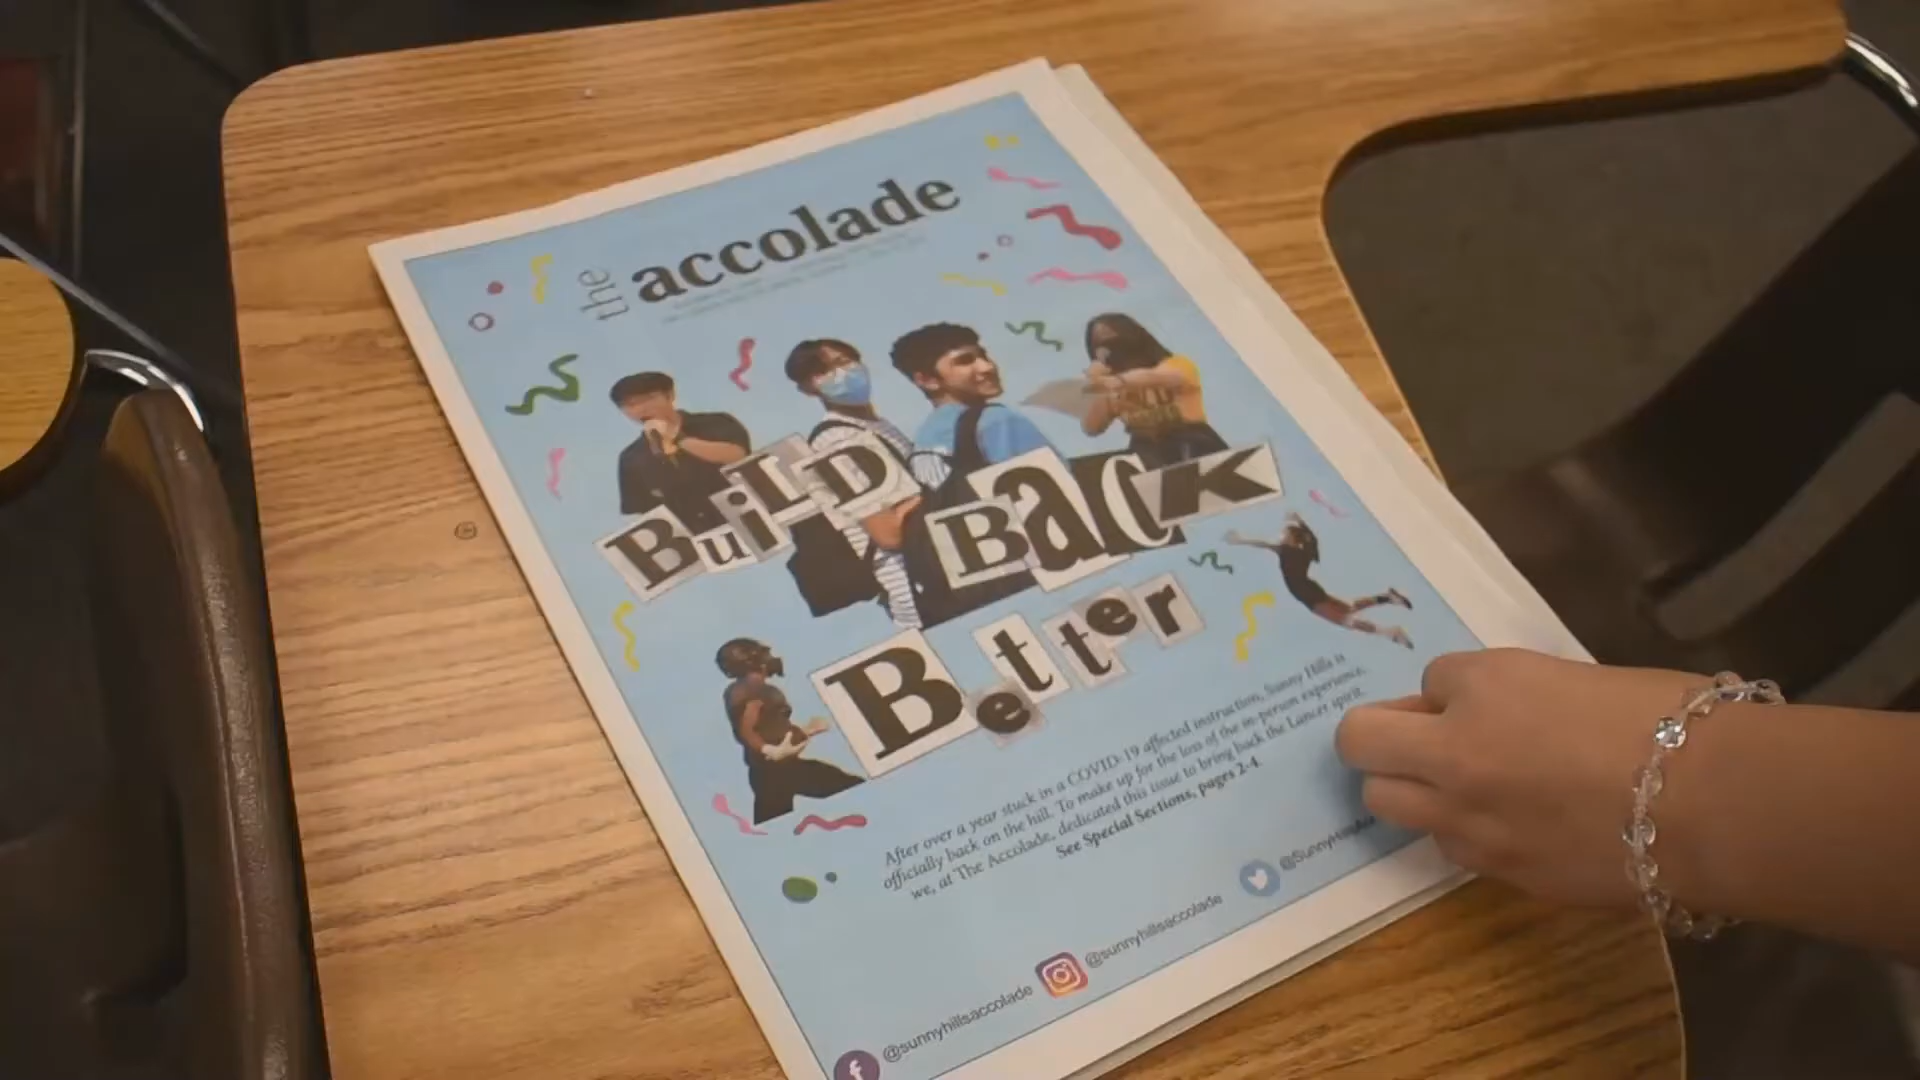 the accolade
BuiLD BacK
Better
After over a year stuck in a COVID-19 affected instruction, Sunny Hills is
officially back on the hill. To make up for the loss of the in-person experience,
we, at The Accolade, dedicated this issue to bring back the Lancer spirit.
See Special Sections, pages 2-4.
@sunnyhillsaccolade
@sunnyhillsaccolade